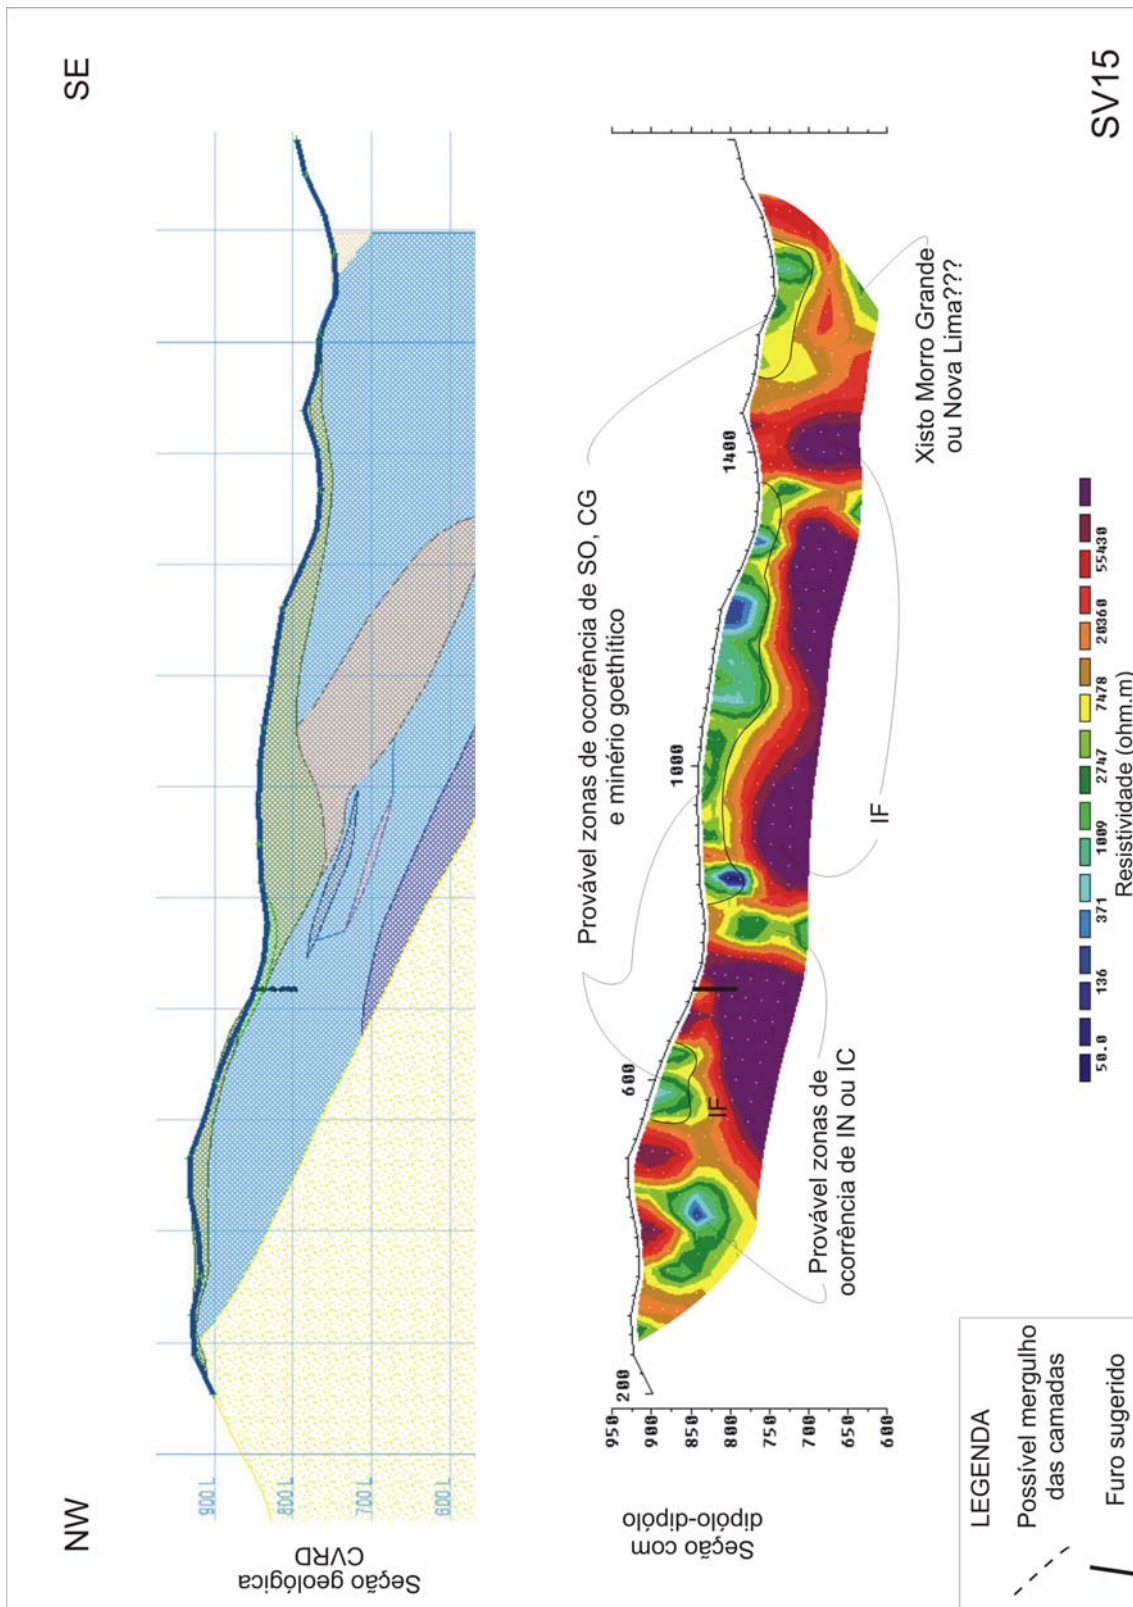 NW
SE
Seção geológica
CVRD
900 L
800 L
700 L
600 L
Seção com
dipólo-dipólo
950
900
850
800
750
700
650
600
200
600
1000
1400
Provável zonas de ocorrência de SO, CG
e minério goethítico
IF
IF
Provável zonas de
ocorrência de IN ou IC
Xisto Morro Grande
ou Nova Lima???
LEGENDA
Possível mergulho
das camadas
Furo sugerido
50.0 136 371 1009 2747 7478 20360 55430
Resistividade (ohm.m)
SV15